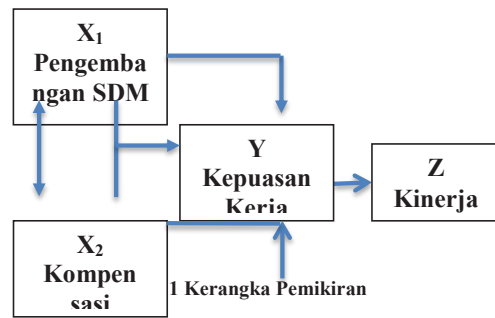 X1
Pengemba
ngan SDM
Y
Kepuasan
Kerja
Z
Kinerja
X2
Kompen
sasi
1 Kerangka Pemikiran